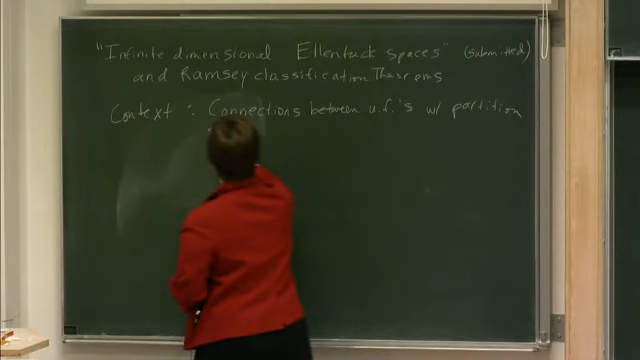 "Infinite dimensional Ellentuck spaces" (submitted)
and Ramsey classification Theorems
Context : Connections between u.f.'s w/ partition